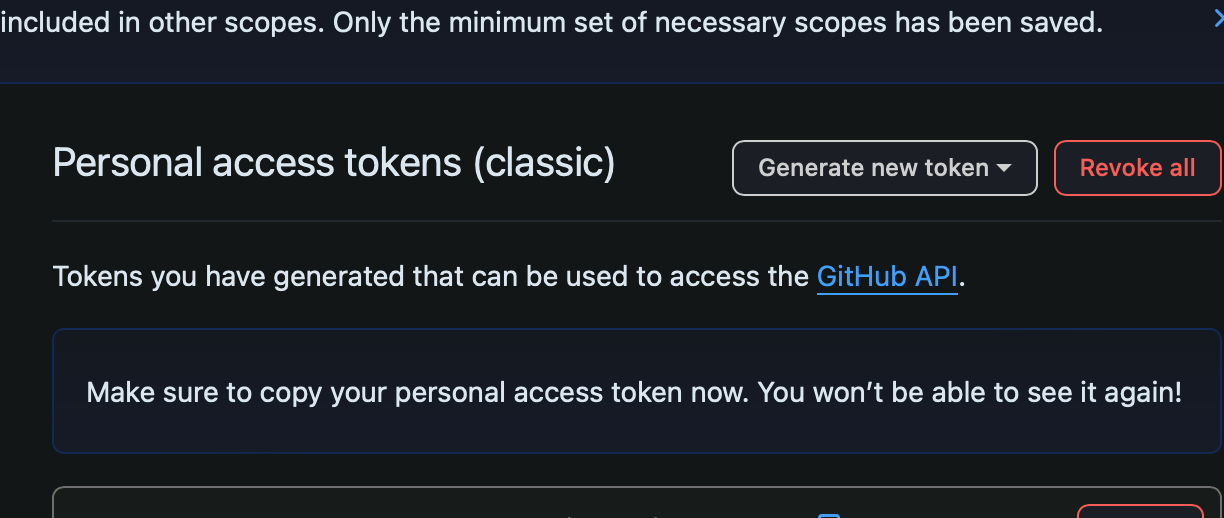 included in other scopes. Only the minimum set of necessary scopes has been saved.
Personal access tokens (classic)
Generate new token
Revoke all
Tokens you have generated that can be used to access the GitHub API.
Make sure to copy your personal access token now. You won’t be able to see it again!